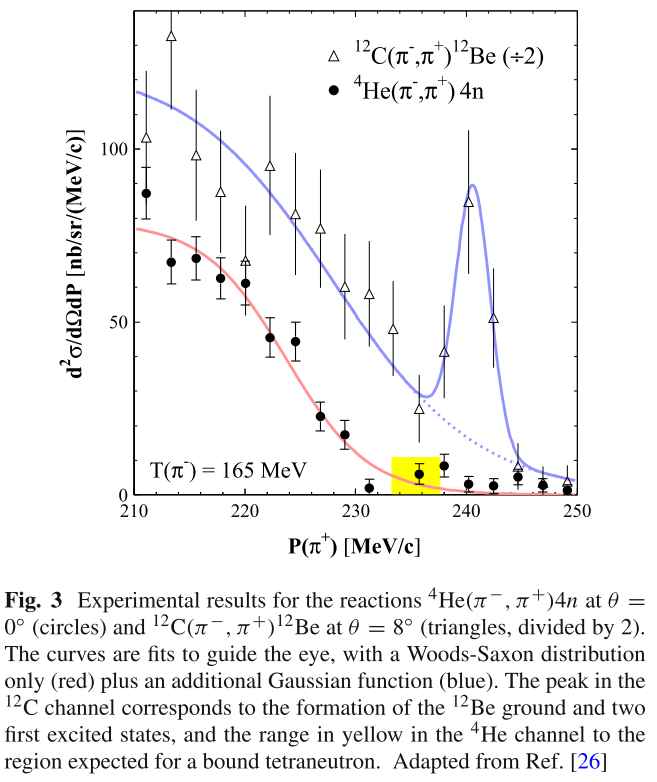 100
50
0
d²σ/dΩdP [nb/sr/(MeV/c)]
¹²C(π⁻,π⁺)¹²Be (÷2)
⁴He(π⁻,π⁺) 4n
T(π⁻) = 165 MeV
210 220 230 240 250
P(π⁺) [MeV/c]
Fig. 3 Experimental results for the reactions ⁴He(π⁻, π⁺)4n at θ =
0° (circles) and ¹²C(π⁻, π⁺)¹²Be at θ = 8° (triangles, divided by 2).
The curves are fits to guide the eye, with a Woods-Saxon distribution
only (red) plus an additional Gaussian function (blue). The peak in the
¹²C channel corresponds to the formation of the ¹²Be ground and two
first excited states, and the range in yellow in the ⁴He channel to the
region expected for a bound tetraneutron. Adapted from Ref. [26]